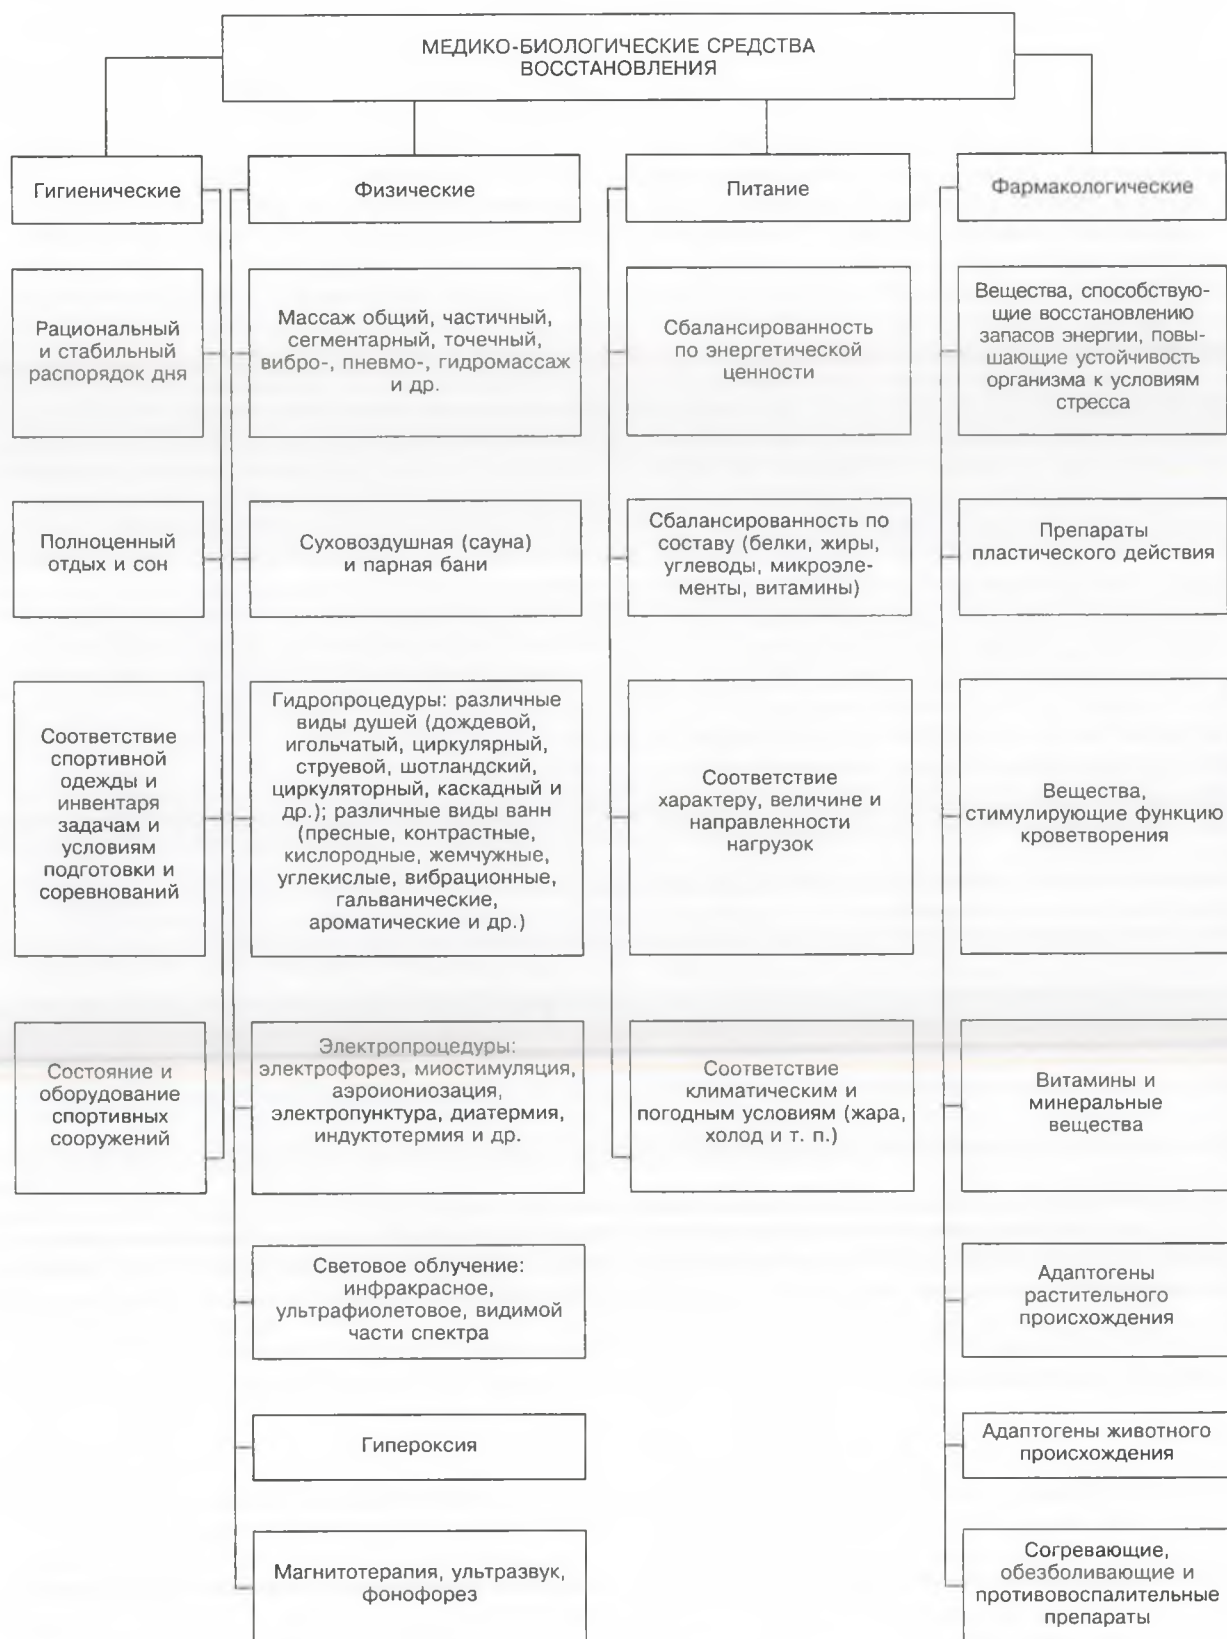 МЕДИКО-БИОЛОГИЧЕСКИЕ СРЕДСТВА
ВОССТАНОВЛЕНИЯ
Гигиенические
Рациональный
и стабильный
распорядок дня
Полноценный
отдых и сон
Соответствие
спортивной
одежды и
инвентаря
задачам и
условиям
подготовки и
соревнований
Состояние и
оборудование
спортивных
сооружений
Физические
Массаж общий, частичный,
сегментарный, точечный,
вибро-, пневмо-, гидромассаж
и др.
Суховоздушная (сауна)
и парная бани
Гидропроцедуры: различные
виды душей (дождевой,
игольчатый, циркулярный,
струевой, шотландский,
циркуляторный, каскадный и
др.); различные виды ванн
(пресные, контрастные,
кислородные, жемчужные,
углекислые, вибрационные,
гальванические,
ароматические и др.)
Электропроцедуры:
электрофорез, миостимуляция,
аэроиониозация,
электропунктура, диатермия,
индуктотермия и др.
Световое облучение:
инфракрасное,
ультрафиолетовое, видимой
части спектра
Гипероксия
Магнитотерапия, ультразвук,
фонофорез
Питание
Сбалансированность
по энергетической
ценности
Сбалансированность по
составу (белки, жиры,
углеводы, микроэле-
менты, витамины)
Соответствие
характеру, величине и
направленности
нагрузок
Соответствие
климатическим и
погодным условиям (жара,
холод и т. п.)
Фармакологические
Вещества, способствую-
щие восстановлению
запасов энергии, повы-
шающие устойчивость
организма к условиям
стресса
Препараты
пластического действия
Вещества,
стимулирующие функцию
кроветворения
Витамины и
минеральные
вещества
Адаптогены
растительного
происхождения
Адаптогены животного
происхождения
Согревающие,
обезболивающие и
противовоспалительные
препараты